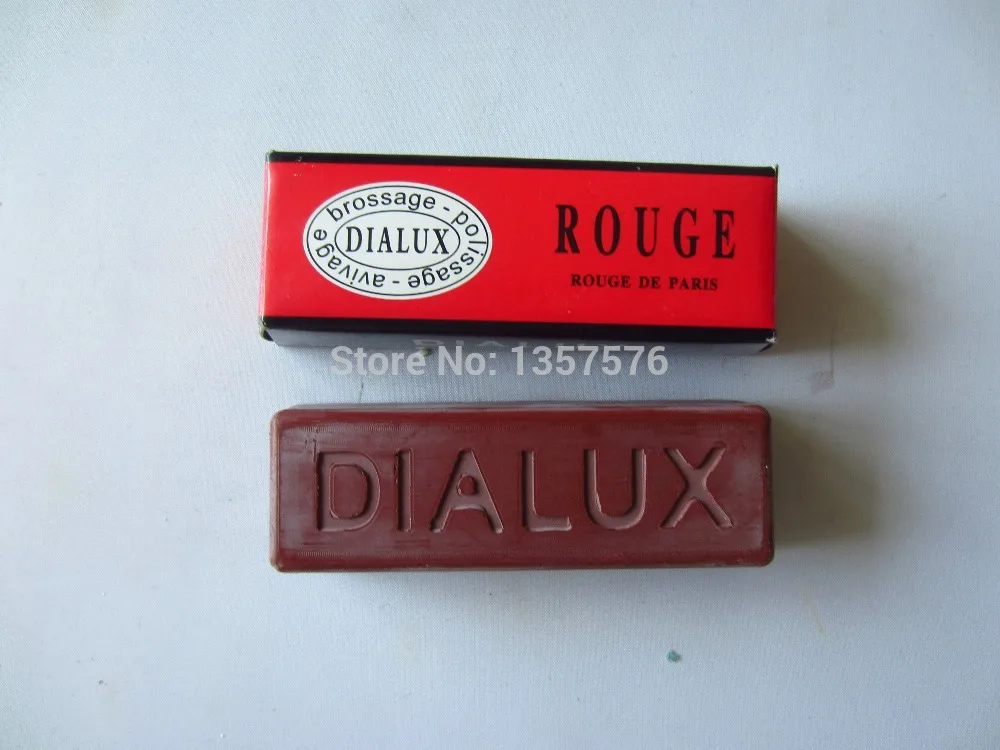 brossage - polissage - avivage
DIALUX
ROUGE
ROUGE DE PARIS
Store No: 1357576
DIALUX